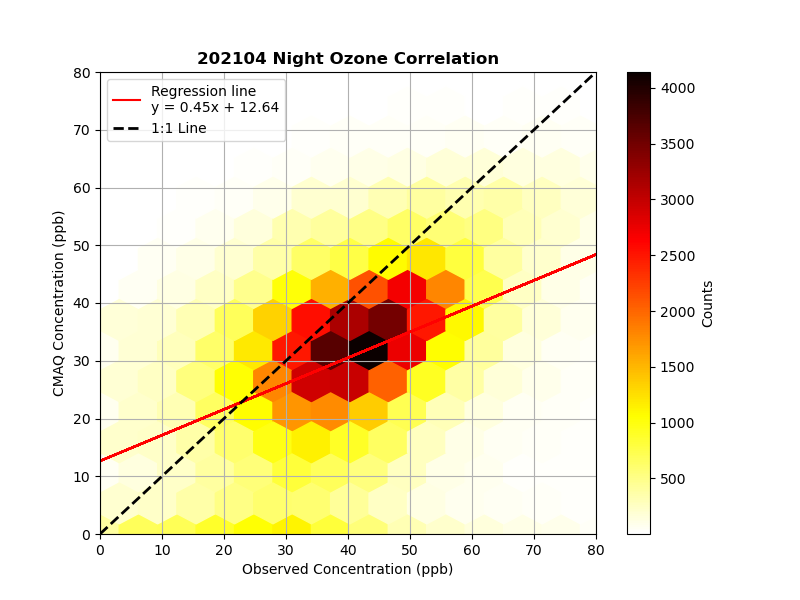 202104 Night Ozone Correlation
Regression line
y = 0.45x + 12.64
1:1 Line
CMAQ Concentration (ppb)
80
70
60
50
40
30
20
10
0
0 10 20 30 40 50 60 70 80
Observed Concentration (ppb)
4000
3500
3000
2500
2000
1500
1000
500
Counts